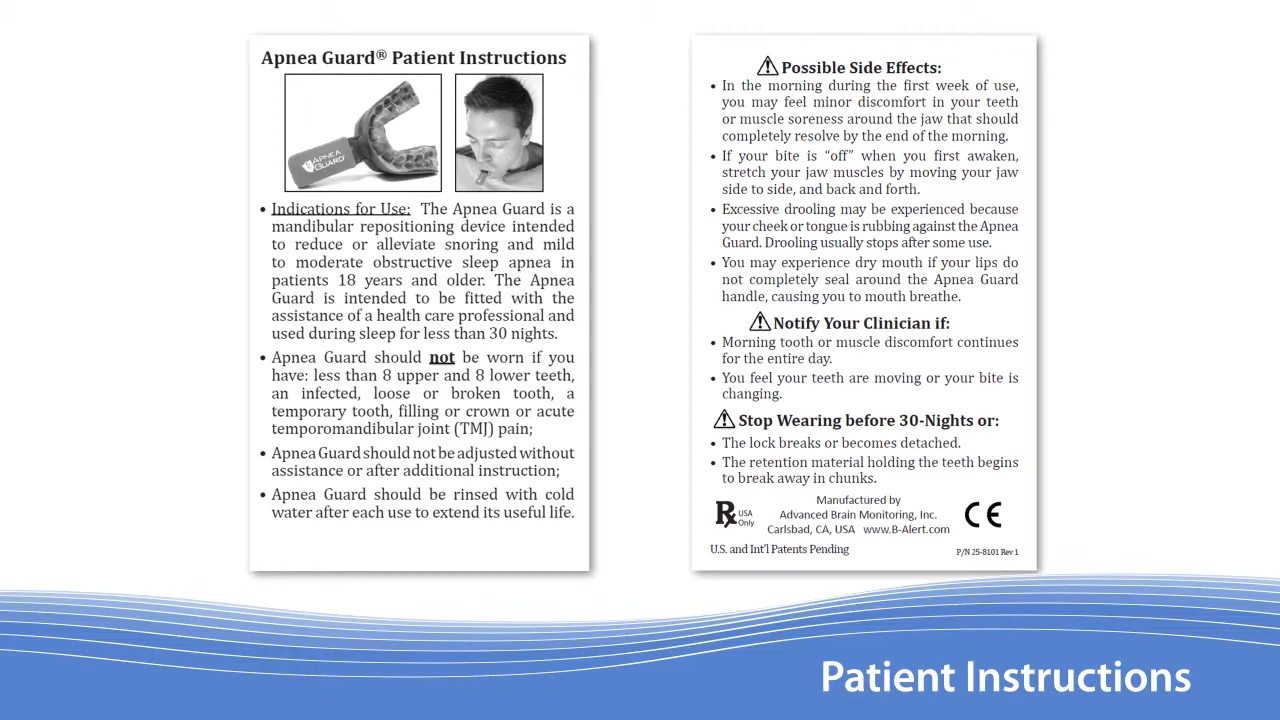 Apnea Guard® Patient Instructions
APNEA
GUARD
• Indications for Use: The Apnea Guard is a
mandibular repositioning device intended
to reduce or alleviate snoring and mild
to moderate obstructive sleep apnea in
patients 18 years and older. The Apnea
Guard is intended to be fitted with the
assistance of a health care professional and
used during sleep for less than 30 nights.
• Apnea Guard should not be worn if you
have: less than 8 upper and 8 lower teeth,
an infected, loose or broken tooth, a
temporary tooth, filling or crown or acute
temporomandibular joint (TMJ) pain;
• Apnea Guard should not be adjusted without
assistance or after additional instruction;
• Apnea Guard should be rinsed with cold
water after each use to extend its useful life.
Possible Side Effects:
• In the morning during the first week of use,
you may feel minor discomfort in your teeth
or muscle soreness around the jaw that should
completely resolve by the end of the morning.
• If your bite is “off” when you first awaken,
stretch your jaw muscles by moving your jaw
side to side, and back and forth.
• Excessive drooling may be experienced because
your cheek or tongue is rubbing against the Apnea
Guard. Drooling usually stops after some use.
• You may experience dry mouth if your lips do
not completely seal around the Apnea Guard
handle, causing you to mouth breathe.
Notify Your Clinician if:
• Morning tooth or muscle discomfort continues
for the entire day.
• You feel your teeth are moving or your bite is
changing.
Stop Wearing before 30-Nights or:
• The lock breaks or becomes detached.
• The retention material holding the teeth begins
to break away in chunks.
Rx USA
Only
Manufactured by
Advanced Brain Monitoring, Inc.
Carlsbad, CA, USA www.B-Alert.com
CE
U.S. and Int'l Patents Pending
P/N 25-8101 Rev 1
Patient Instructions